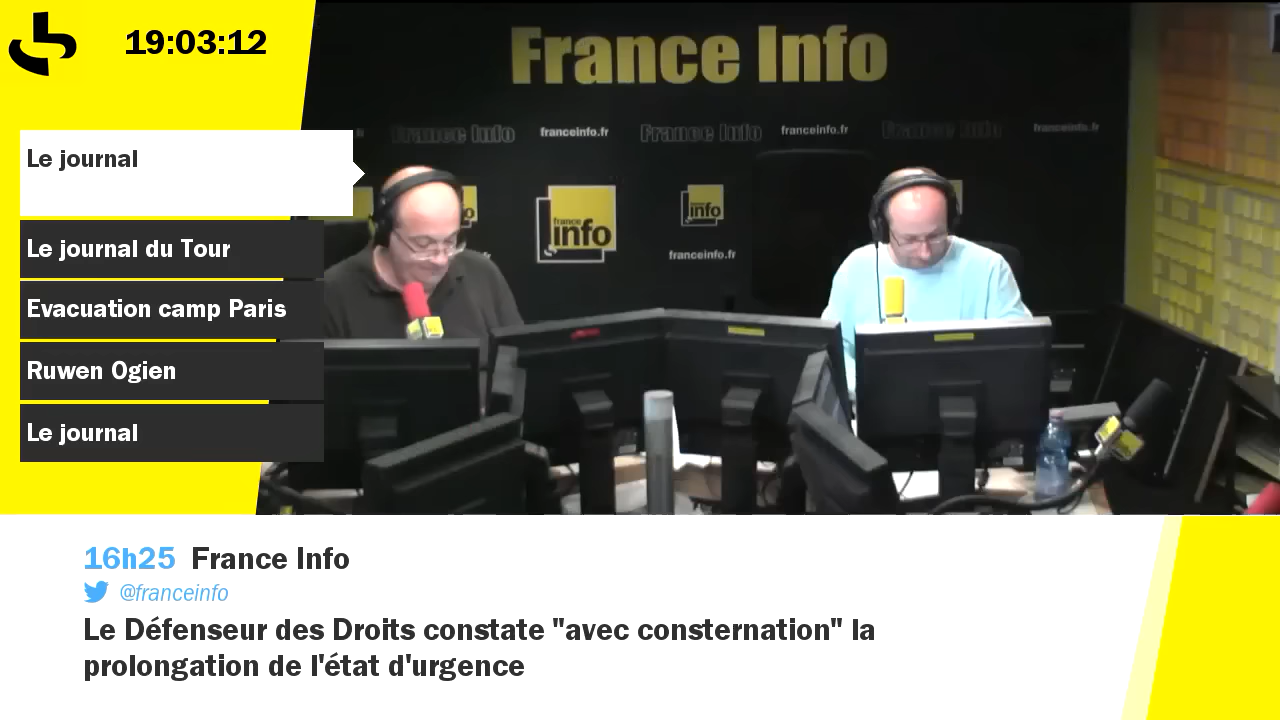 19:03:12
Le journal
Le journal du Tour
Evacuation camp Paris
Ruwen Ogien
Le journal
France Info
France Info
franceinfo.fr
France Info
franceinfo.fr
France Info
franceinfo.fr
france
info
info
franceinfo.fr
16h25 France Info
@franceinfo
Le Défenseur des Droits constate "avec consternation" la
prolongation de l'état d'urgence